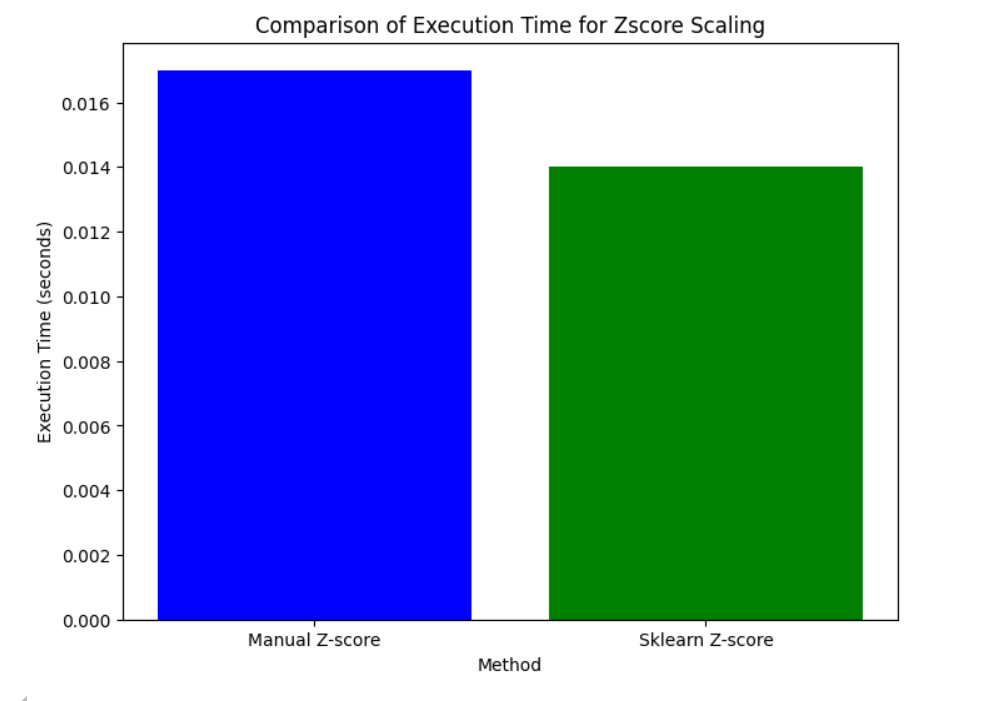 Comparison of Execution Time for Zscore Scaling
Execution Time (seconds)
0.016
0.014
0.012
0.010
0.008
0.006
0.004
0.002
0.000
Manual Z-score
Sklearn Z-score
Method